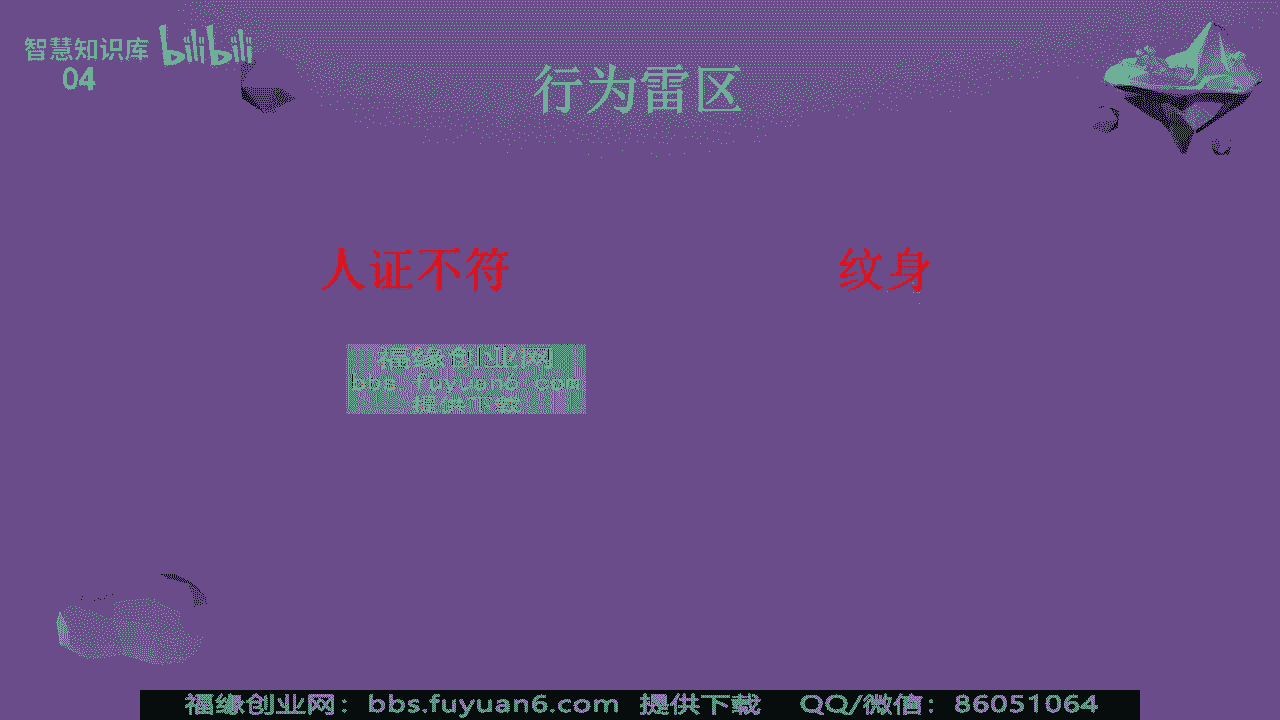 智慧知识库 bilibili
04
行为雷区
人证不符
纹身
福缘创业网
bbs.fuyuan6.com
提供下载
福缘创业网：bbs.fuyuan6.com 提供下载 QQ/微信：86051064